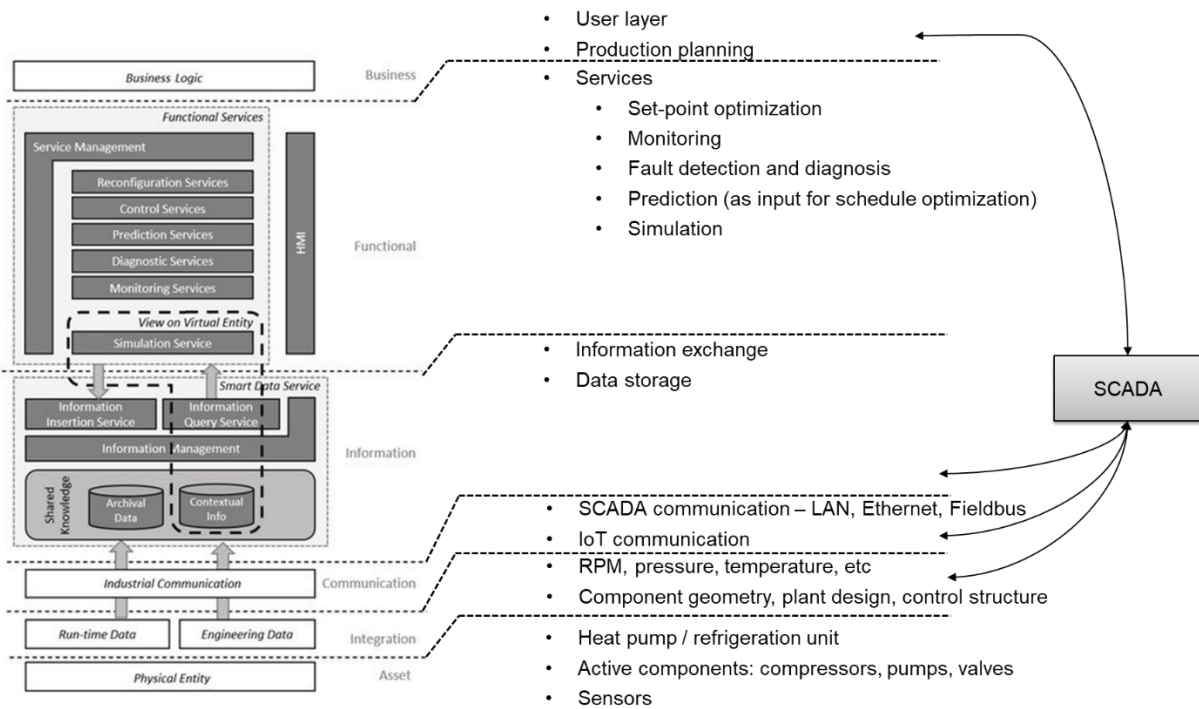 • User layer
• Production planning
Business Logic
Business
• Services
• Set-point optimization
• Monitoring
• Fault detection and diagnosis
• Prediction (as input for schedule optimization)
• Simulation
Functional Services
Service Management
Reconfiguration Services
Control Services
Prediction Services
Diagnostic Services
Monitoring Services
HMI
Functional
View on Virtual Entity
Simulation Service
• Information exchange
• Data storage
SCADA
Smart Data Service
Information
Insertion Service
Information
Query Service
Information Management
Information
Shared
Knowledge
Archival
Data
Contextual
Info
• SCADA communication – LAN, Ethernet, Fieldbus
• IoT communication
Industrial Communication
Communication
• RPM, pressure, temperature, etc
• Component geometry, plant design, control structure
Run-time Data
Engineering Data
Integration
• Heat pump / refrigeration unit
• Active components: compressors, pumps, valves
• Sensors
Physical Entity
Asset